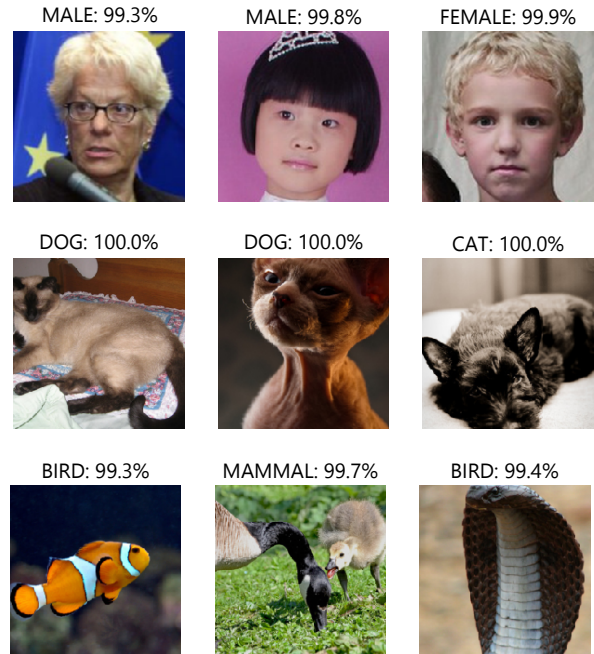 MALE: 99.3%
MALE: 99.8%
FEMALE: 99.9%
DOG: 100.0%
DOG: 100.0%
CAT: 100.0%
BIRD: 99.3%
MAMMAL: 99.7%
BIRD: 99.4%